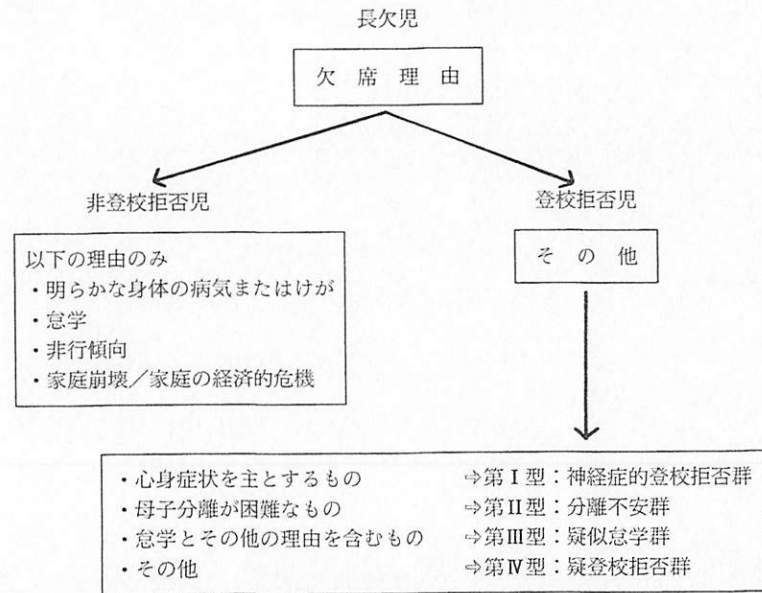 長欠児
欠席理由
非登校拒否児
登校拒否児
以下の理由のみ
・明らかな身体の病気またはけが
・怠学
・非行傾向
・家庭崩壊／家庭の経済的危機
その他
・心身症状を主とするもの ⇨第Ⅰ型：神経症的登校拒否群
・母子分離が困難なもの ⇨第Ⅱ型：分離不安群
・怠学とその他の理由を含むもの ⇨第Ⅲ型：疑似怠学群
・その他 ⇨第Ⅳ型：疑登校拒否群